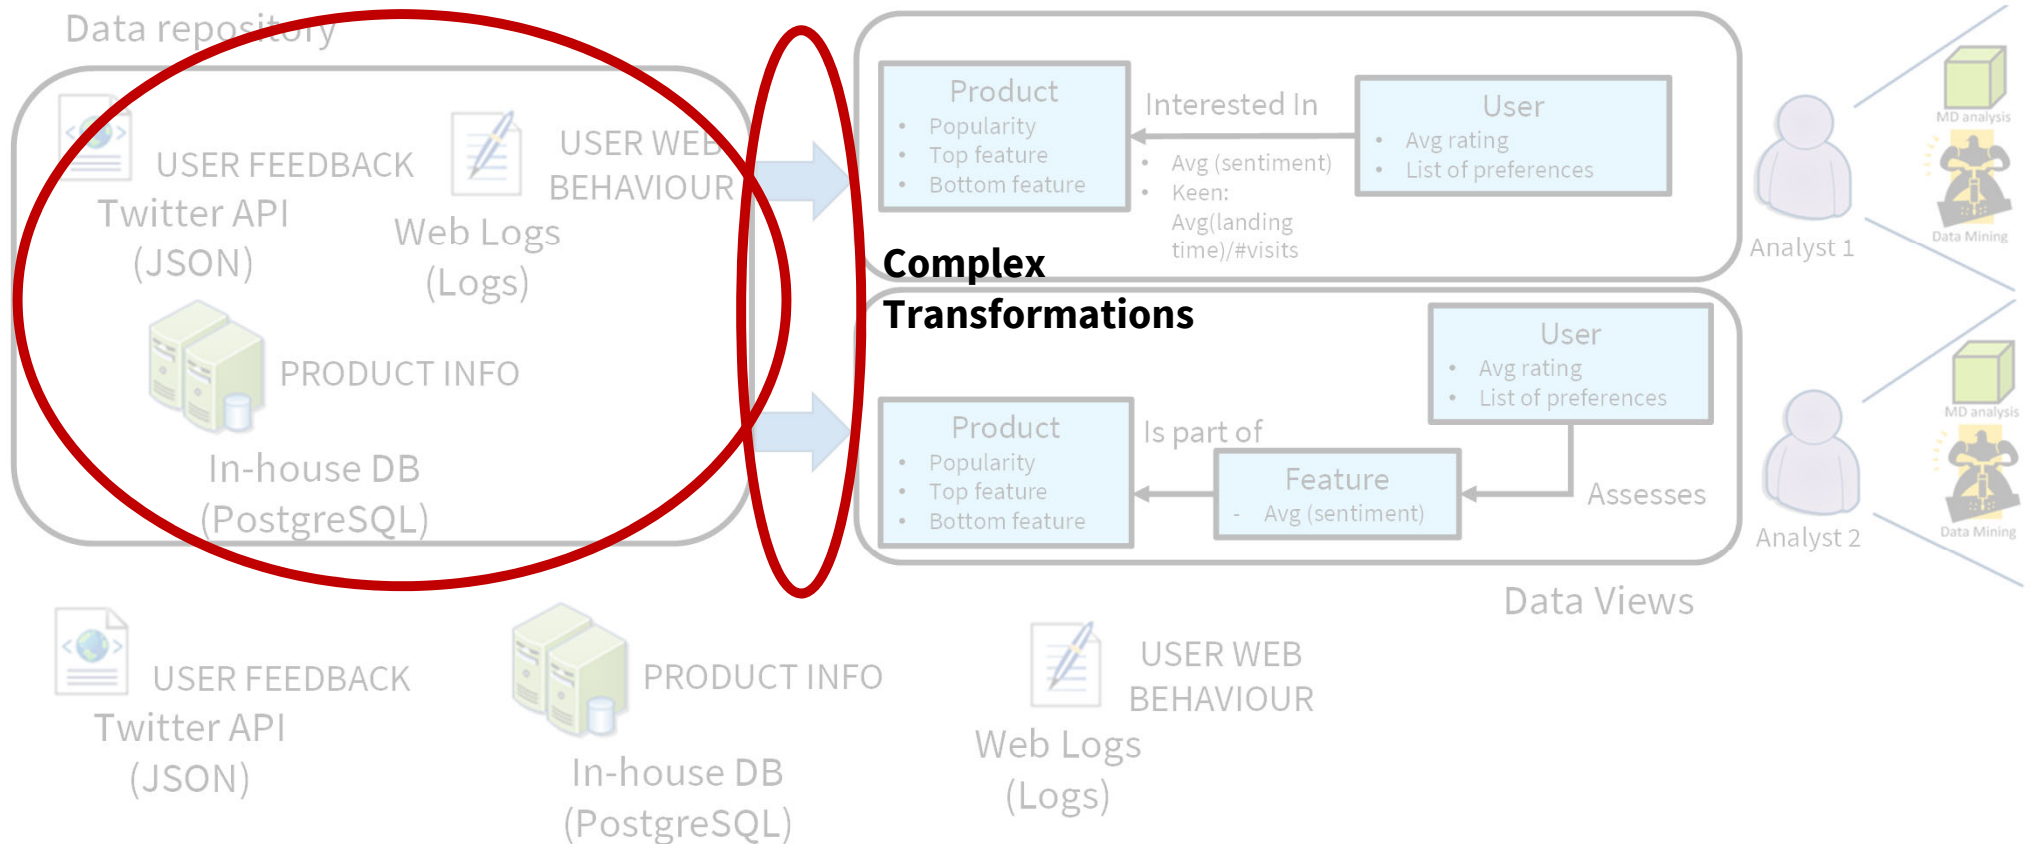 Data repository
USER FEEDBACK
Twitter API
(JSON)
USER WEB
BEHAVIOUR
Web Logs
(Logs)
PRODUCT INFO
In-house DB
(PostgreSQL)
Product
• Popularity
• Top feature
• Bottom feature
Interested In
• Avg (sentiment)
• Keen:
Avg(landing
time)/#visits
User
• Avg rating
• List of preferences
Complex
Transformations
Analyst 1
MD analysis
Data Mining
Product
• Popularity
• Top feature
• Bottom feature
Is part of
Feature
- Avg (sentiment)
User
• Avg rating
• List of preferences
Assesses
Analyst 2
MD analysis
Data Mining
Data Views
USER FEEDBACK
Twitter API
(JSON)
PRODUCT INFO
In-house DB
(PostgreSQL)
USER WEB
BEHAVIOUR
Web Logs
(Logs)